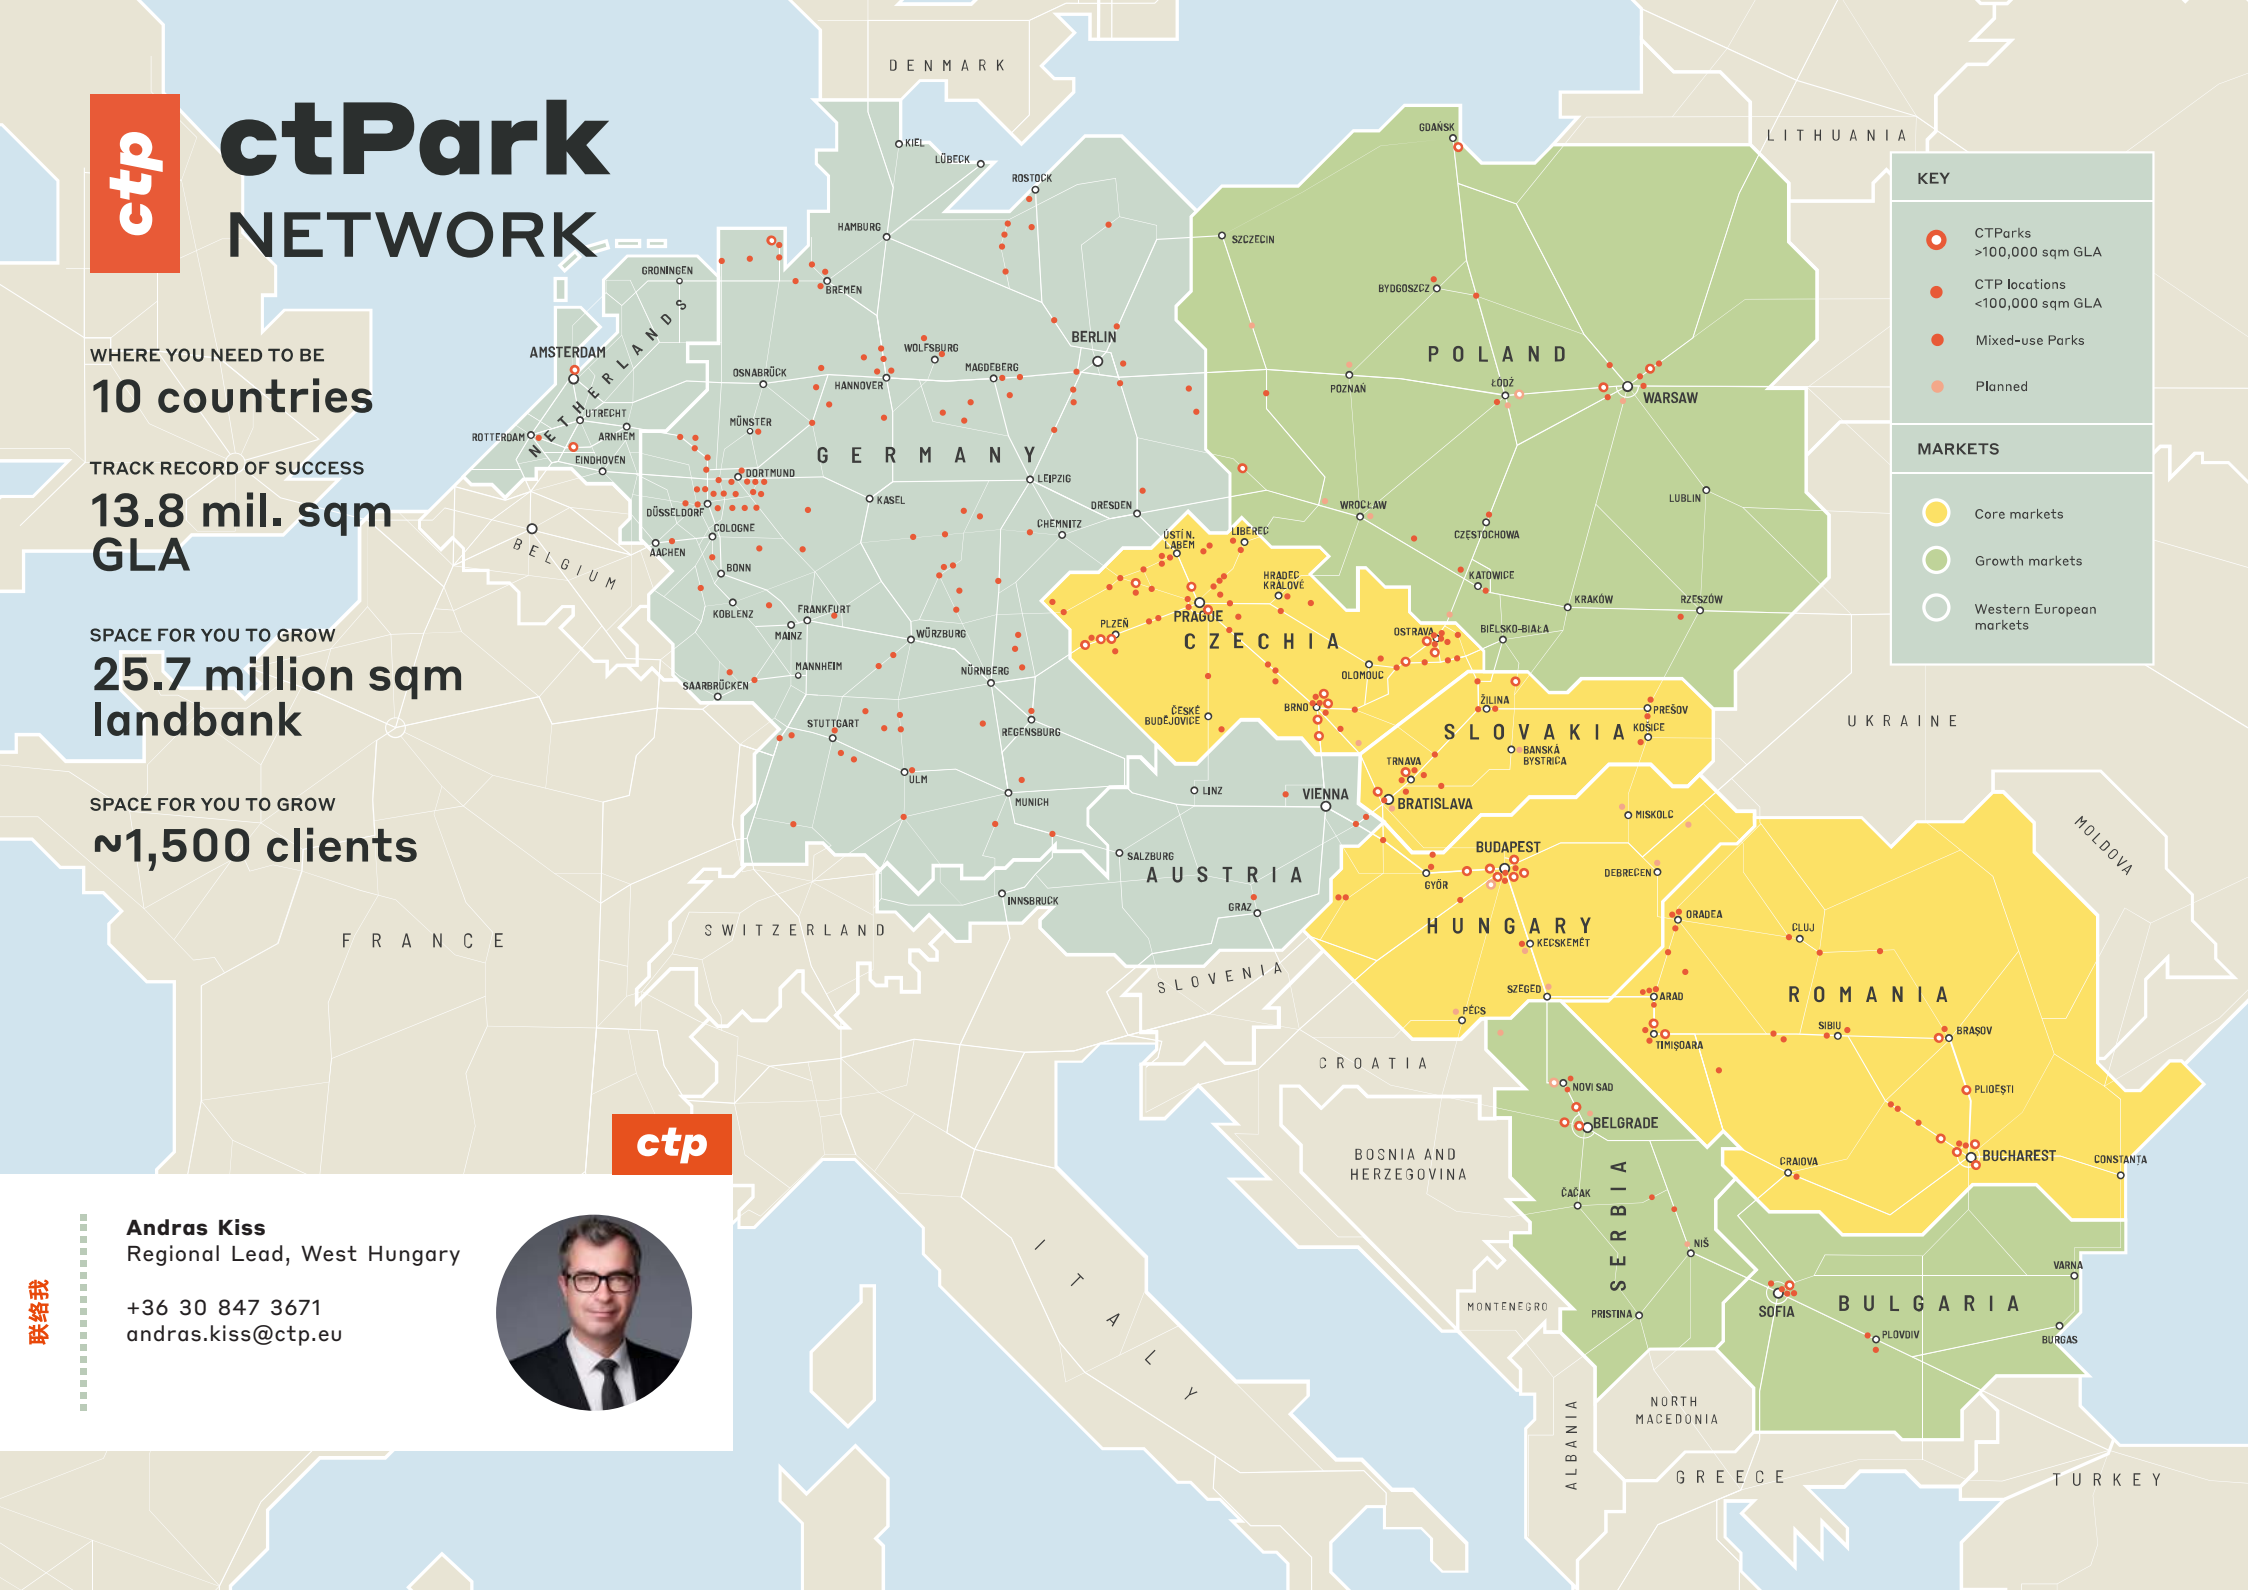 ctp
ctPark
NETWORK
WHERE YOU NEED TO BE
10 countries
TRACK RECORD OF SUCCESS
13.8 mil. sqm
GLA
SPACE FOR YOU TO GROW
25.7 million sqm
landbank
SPACE FOR YOU TO GROW
~1,500 clients
KEY
CTParks
>100,000 sqm GLA
CTP locations
<100,000 sqm GLA
Mixed-use Parks
Planned
MARKETS
Core markets
Growth markets
Western European
markets
DENMARK
LITHUANIA
KIEL
LÜBECK
ROSTOCK
HAMBURG
BREMEN
GRONINGEN
NETHERLANDS
AMSTERDAM
UTRECHT
ROTTERDAM
ARNHEM
EINDHOVEN
BELGIUM
OSNABRÜCK
HANNOVER
WOLFSBURG
MAGDEBERG
BERLIN
MÜNSTER
GERMANY
DORTMUND
DÜSSELDORF
KASEL
LEIPZIG
DRESDEN
CHEMNITZ
COLOGNE
AACHEN
BONN
KOBLENZ
FRANKFURT
MAINZ
WÜRZBURG
MANNHEIM
SAARBRÜCKEN
NÜRNBERG
STUTTGART
REGENSBURG
ULM
MUNICH
GDAŃSK
SZCZECIN
BYDGOSZCZ
POLAND
POZNAŃ
ŁÓDŹ
WARSAW
WROCŁAW
LUBLIN
CZĘSTOCHOWA
KATOWICE
KRAKÓW
RZESZÓW
BIELSKO-BIAŁA
ÚSTÍ N.
LABEM
LIBEREC
HRADEC
KRÁLOVÉ
PRAGUE
PLZEŇ
CZECHIA
OSTRAVA
OLOMOUC
ČESKÉ
BUDĚJOVICE
BRNO
ŽILINA
PREŠOV
SLOVAKIA
KOŠICE
BANSKÁ
BYSTRICA
TRNAVA
BRATISLAVA
UKRAINE
MOLDOVA
LINZ
VIENNA
SALZBURG
AUSTRIA
INNSBRUCK
GRAZ
MISKOLC
BUDAPEST
GYŐR
DEBRECEN
HUNGARY
KECSKEMÉT
SZEGED
PÉCS
ORADEA
CLUJ
ROMANIA
ARAD
TIMIȘOARA
SIBIU
BRAȘOV
PLIOEȘTI
BUCHAREST
CRAIOVA
CONSTANȚA
FRANCE
SWITZERLAND
SLOVENIA
CROATIA
BOSNIA AND
HERZEGOVINA
NOVI SAD
BELGRADE
ČAČAK
SERBIA
NIŠ
PRISTINA
MONTENEGRO
SOFIA
BULGARIA
VARNA
PLOVDIV
BURGAS
ITALY
ALBANIA
NORTH
MACEDONIA
GREECE
TURKEY
ctp
联络我
Andras Kiss
Regional Lead, West Hungary
+36 30 847 3671
andras.kiss@ctp.eu